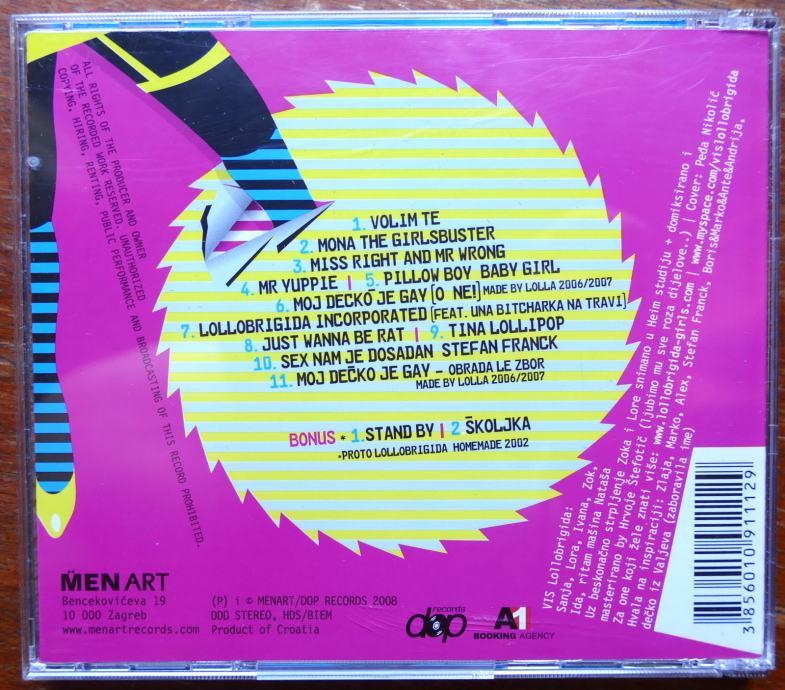 ALL RIGHTS OF THE PRODUCER AND OWNER
OF THE RECORDED WORK RESERVED. UNAUTHORIZED
COPYING, HIRING, RENTING, PUBLIC PERFORMANCE AND BROADCASTING OF THIS RECORD PROHIBITED.
1. VOLIM TE
2. MONA THE GIRLSBUSTER
3. MISS RIGHT AND MR WRONG
4. MR YUPPIE | 5. PILLOW BOY BABY GIRL
6. MOJ DEČKO JE GAY (O NE!) MADE BY LOLLA 2006/2007
7. LOLLOBRIGIDA INCORPORATED (FEAT. UNA BITCHARKA NA TRAVI)
8. JUST WANNA BE RAT | 9. TINA LOLLIPOP
10. SEX NAM JE DOSADAN STEFAN FRANCK
11. MOJ DEČKO JE GAY - OBRADA LE ZBOR
MADE BY LOLLA 2006/2007
BONUS * 1. STAND BY | 2 ŠKOLJKA
*PROTO LOLLOBRIGIDA HOMEMADE 2002
VIS Lollobrigida:
Sanja, Lora, Ivana, Zok,
Ida, ritam mašina Nataša
Uz beskonačno strpljenje Zoka i Lore snimano u Heim studiju + domiksirano i
masterirano by Hrvoje Štefotić (ljubimo mu sve roza dijelove..) | Cover: Peđa Nikolić
Za one koji žele znati više: www.lollobrigida-girls.com | www.myspace.com/vislollobrigida
Hvala na inspiraciji: Zlaja, Marko, Alex, Stefan Franck, Boris&Marko&Ante&Andrija,
dečko iz Valjeva (zaboravila ime)
MENART
Bencekovićeva 19
10 000 Zagreb
www.menartrecords.com
(P) i © MENART/DOP RECORDS 2008
DDD STEREO, HDS/BIEM
Product of Croatia
dop records
A1
BOOKING AGENCY
3 856010 911129